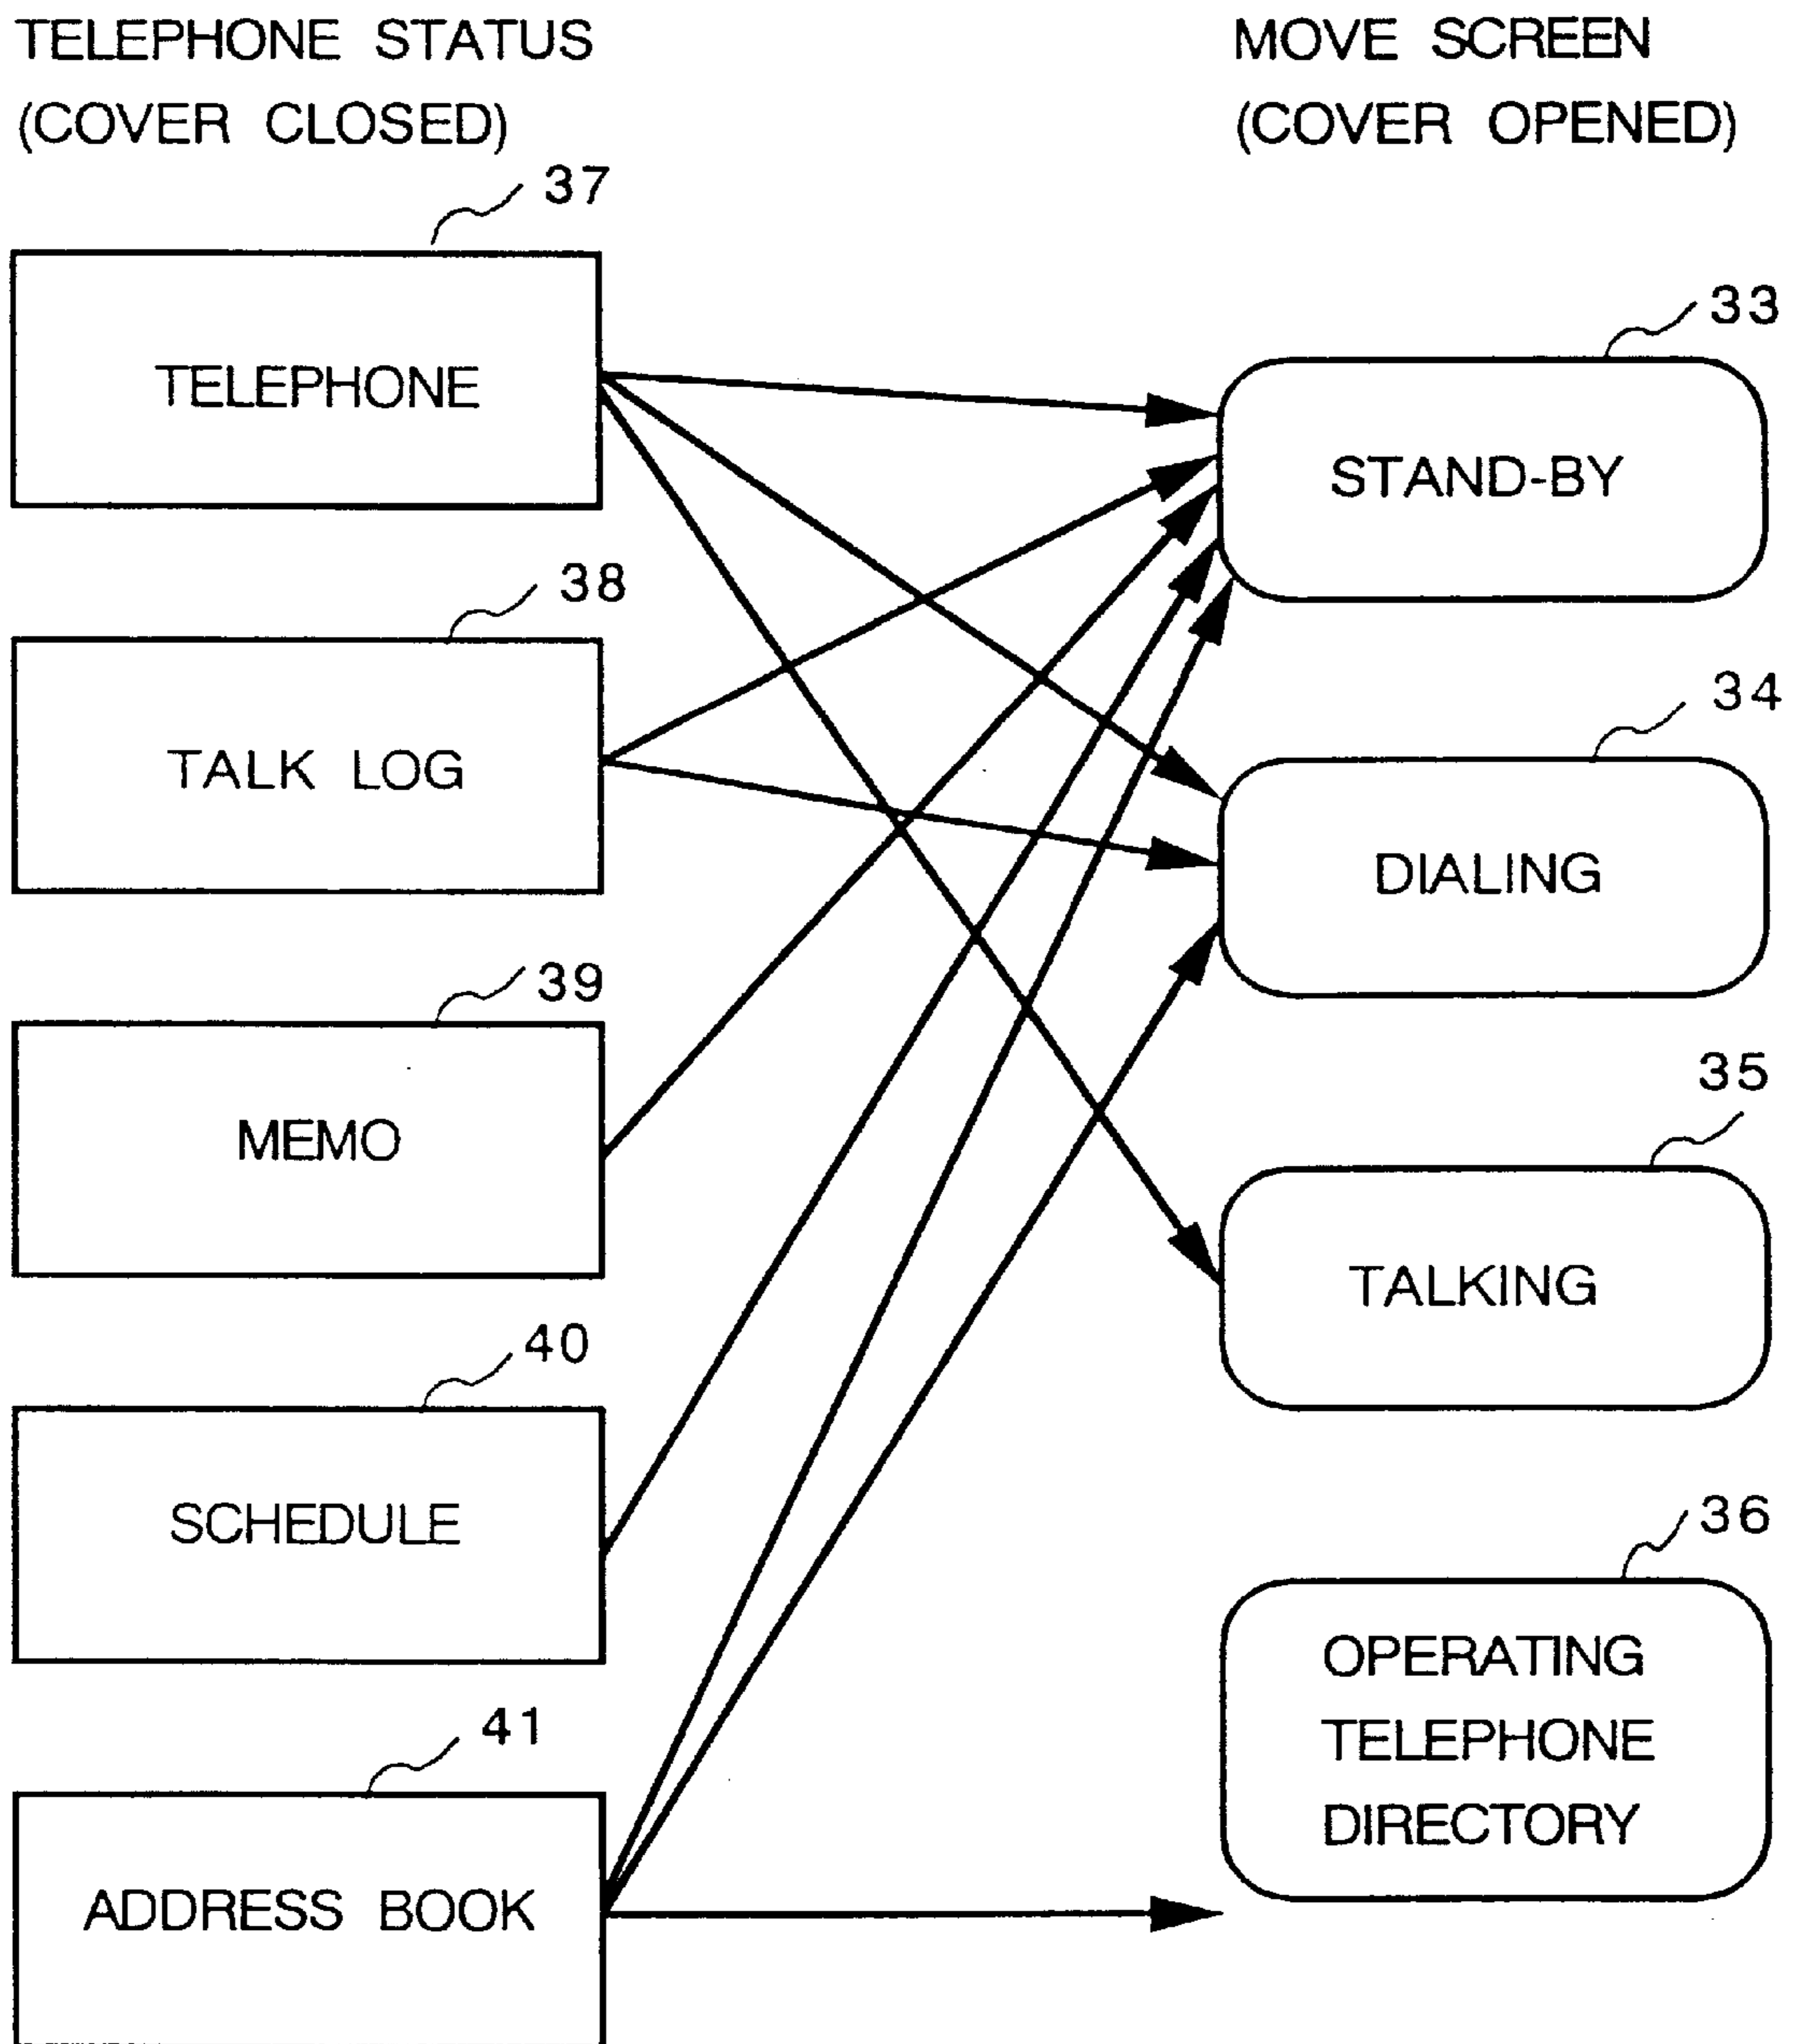 TELEPHONE STATUS
(COVER CLOSED)
MOVE SCREEN
(COVER OPENED)
37
TELEPHONE
33
STAND-BY
38
TALK LOG
34
DIALING
39
MEMO
35
TALKING
40
SCHEDULE
36
OPERATING
TELEPHONE
DIRECTORY
41
ADDRESS BOOK